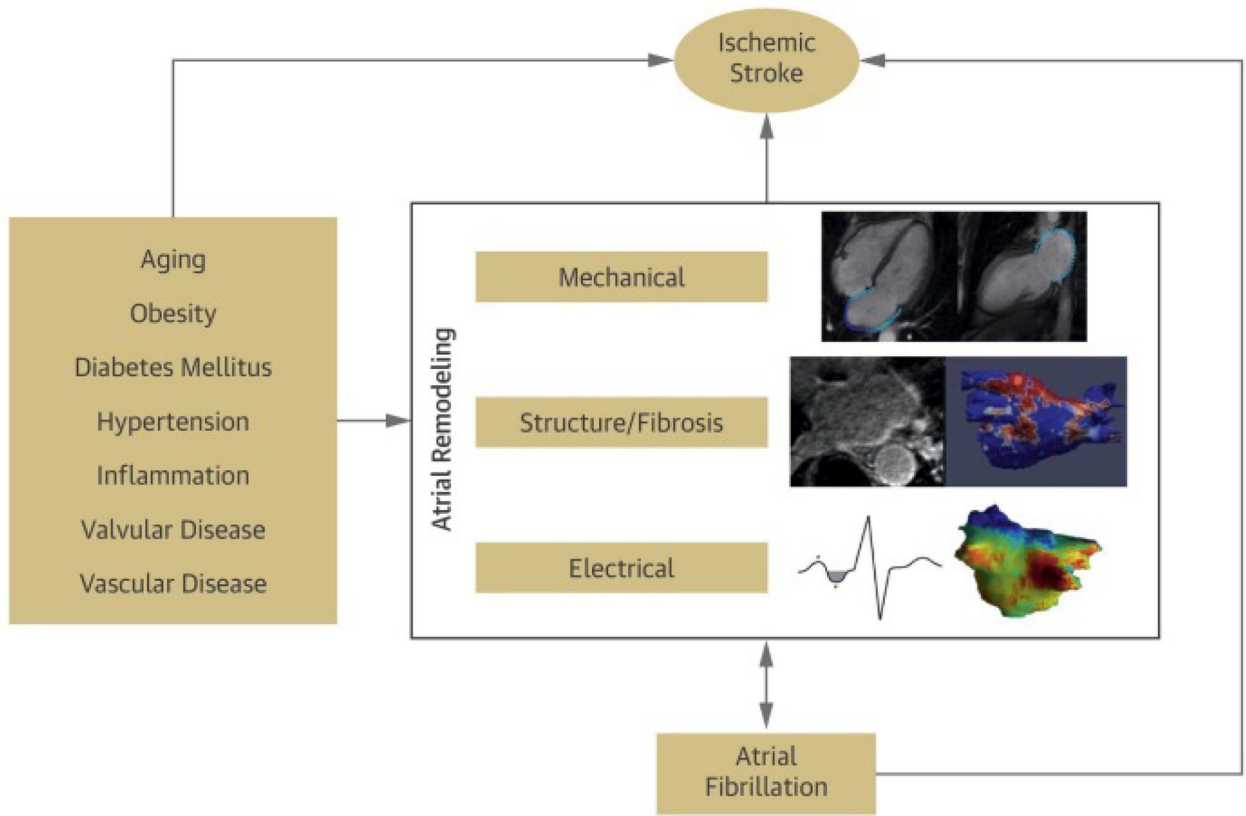 Ischemic
Stroke
Aging
Obesity
Diabetes Mellitus
Hypertension
Inflammation
Valvular Disease
Vascular Disease
Atrial Remodeling
Mechanical
Structure/Fibrosis
Electrical
Atrial
Fibrillation